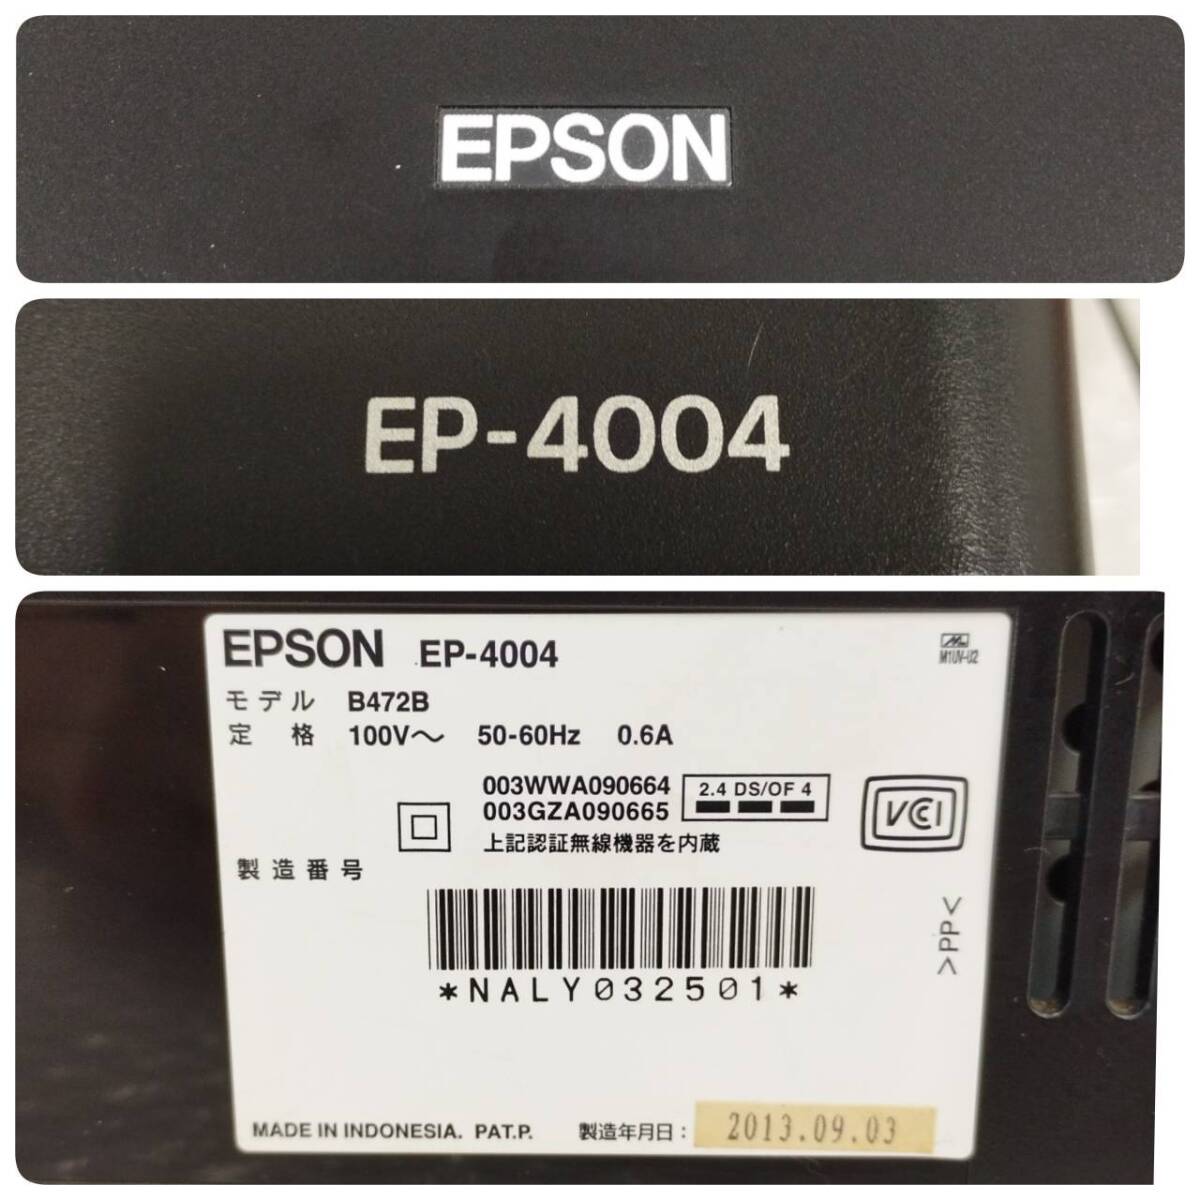 EPSON
EP-4004
EPSON EP-4004
M1UV-U2
モデル B472B
定格 100V～ 50-60Hz 0.6A
003WWA090664
003GZA090665
2.4 DS/OF 4
上記認証無線機器を内蔵
VCI
製造番号
*NALY032501*
>PP<
MADE IN INDONESIA. PAT.P. 製造年月日: 2013.09.03